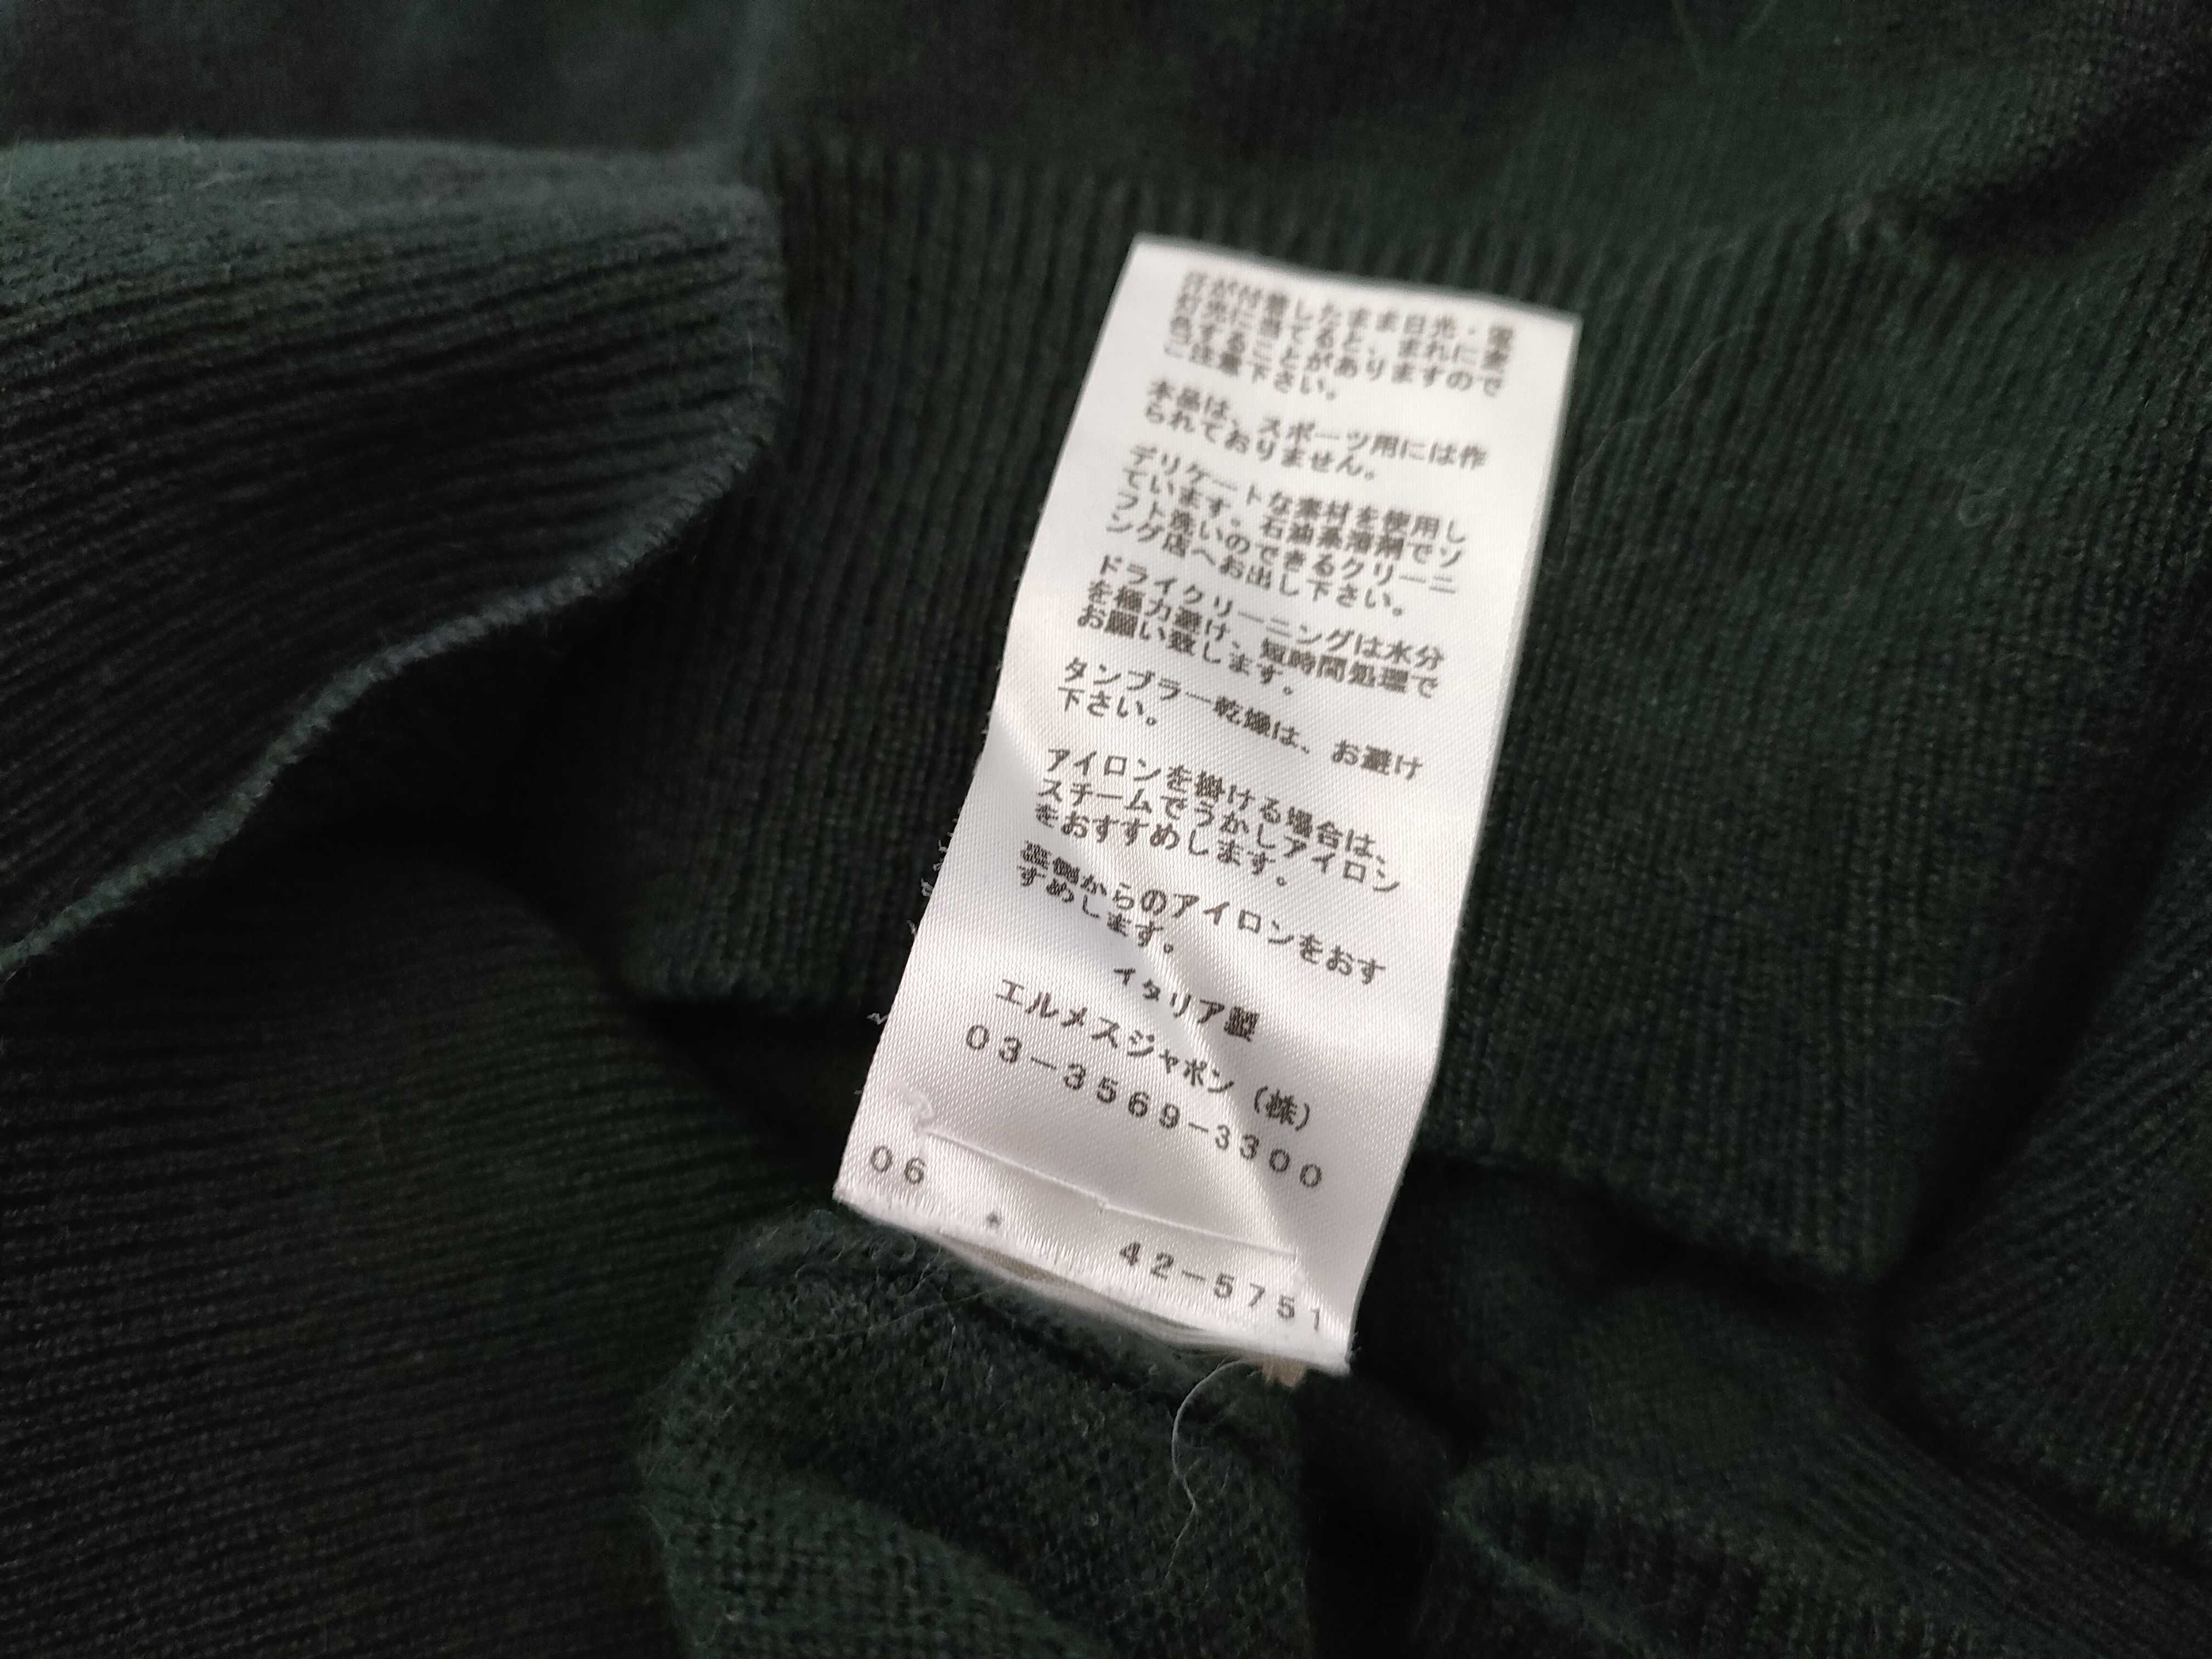 汗が付着したまま日光・電
灯光に当てると、まれに変
色することがありますので
ご注意下さい。
本品は、スポーツ用には作
られておりません。
デリケートな素材を使用し
ています。石油系溶剤でソ
フト洗いのできるクリーニ
ング店へお出し下さい。
ドライクリーニングは水分
を極力避け、短時間処理で
お願い致します。
タンブラー乾燥は、お避け
下さい。
アイロンを掛ける場合は、
スチームでうかしアイロン
をおすすめします。
裏側からのアイロンをおす
すめします。
イタリア製
エルメスジャポン（株）
03-3569-3300
06
* 42-5751